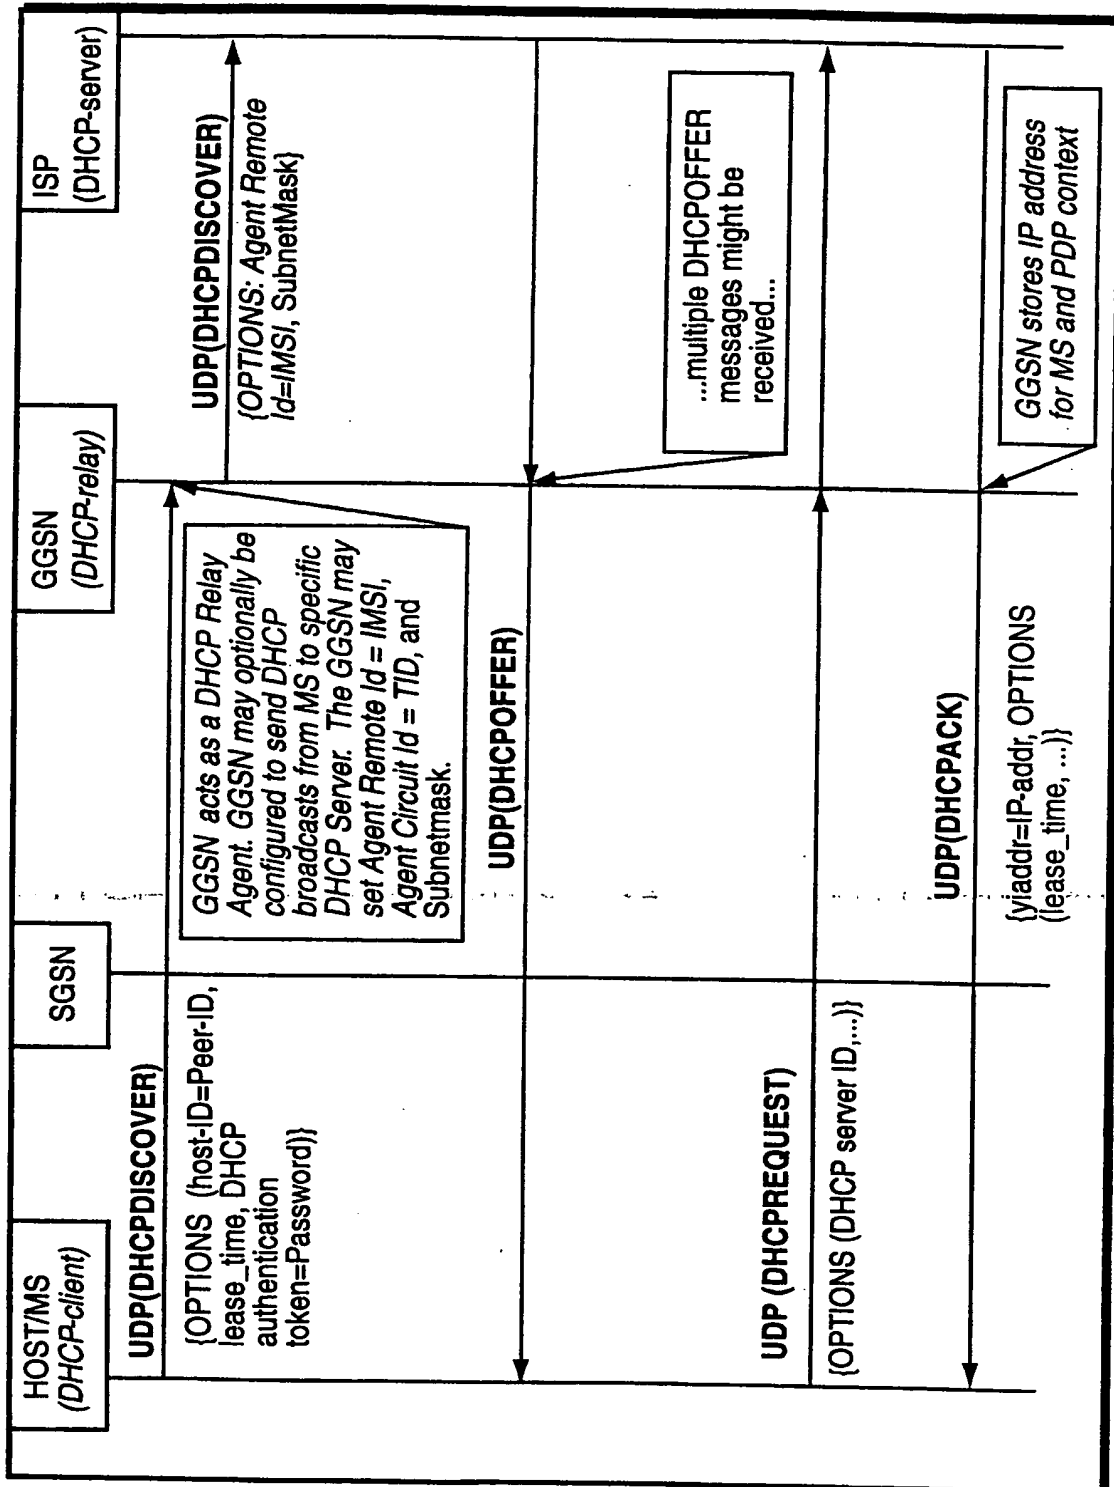 HOST/MS
(DHCP-client)
SGSN
GGSN
(DHCP-relay)
ISP
(DHCP-server)
UDP(DHCPDISCOVER)
{OPTIONS (host-ID=Peer-ID,
lease_time, DHCP
authentication
token=Password)}
GGSN acts as a DHCP Relay
Agent. GGSN may optionally be
configured to send DHCP
broadcasts from MS to specific
DHCP Server. The GGSN may
set Agent Remote Id = IMSI,
Agent Circuit Id = TID, and
Subnetmask.
UDP(DHCPDISCOVER)
{OPTIONS: Agent Remote
Id=IMSI, SubnetMask}
UDP(DHCPOFFER)
...multiple DHCPOFFER
messages might be
received...
UDP (DHCPREQUEST)
{OPTIONS (DHCP server ID,...)}
UDP(DHCPACK)
{yiaddr=IP-addr, OPTIONS
(lease_time, ...)}
GGSN stores IP address
for MS and PDP context